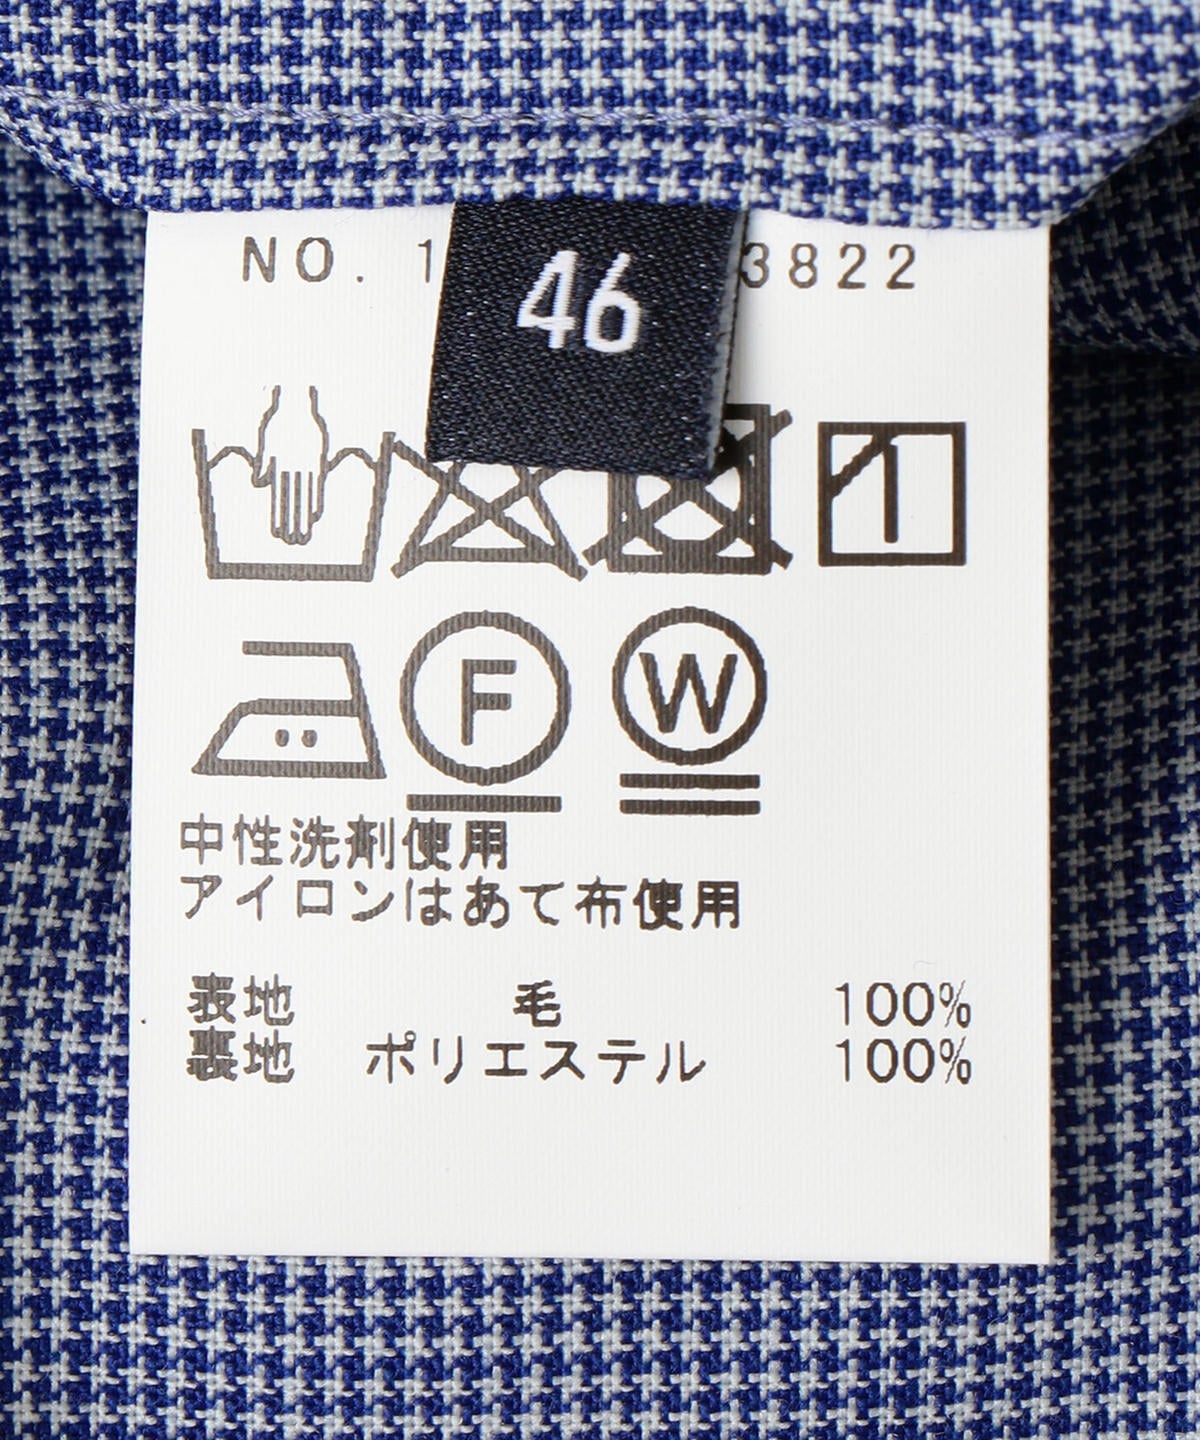 NO. 1 3822
46
F W
中性洗剤使用
アイロンはあて布使用
表地 毛 100%
裏地 ポリエステル 100%